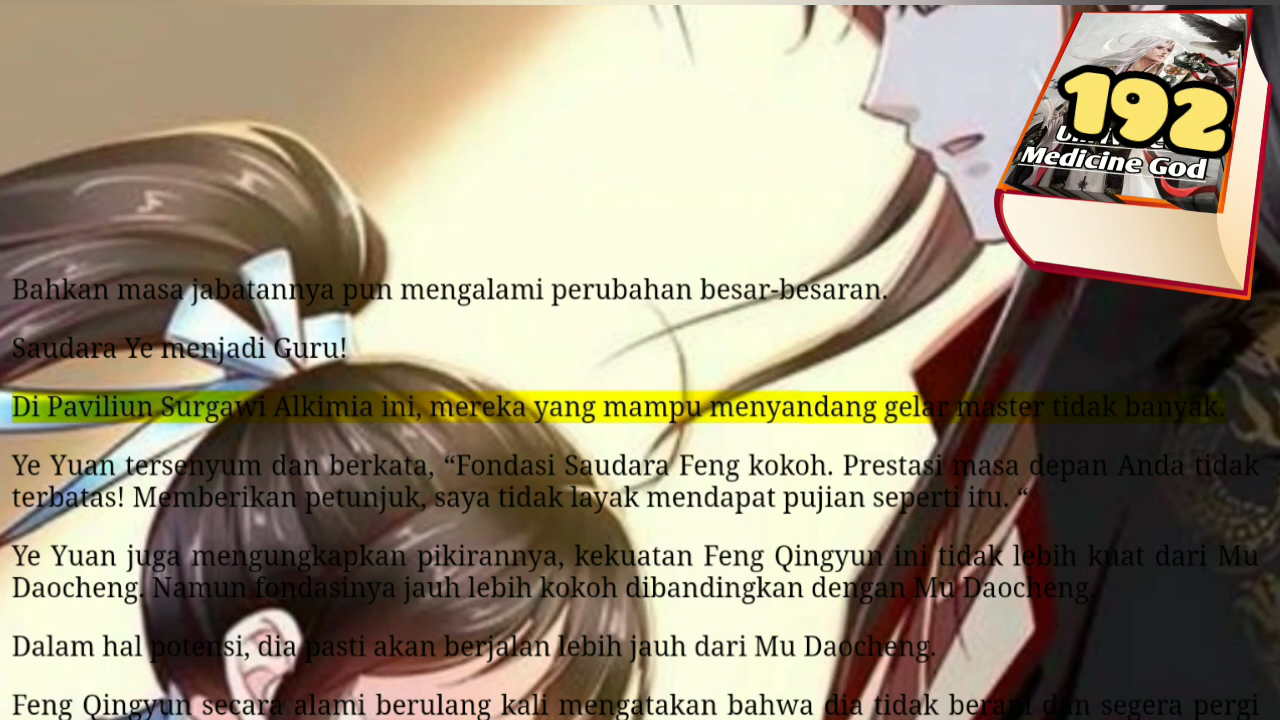 192
Medicine God
Bahkan masa jabatannya pun mengalami perubahan besar-besaran.
Saudara Ye menjadi Guru!
Di Paviliun Surgawi Alkimia ini, mereka yang mampu menyandang gelar master tidak banyak.
Ye Yuan tersenyum dan berkata, “Fondasi Saudara Feng kokoh. Prestasi masa depan Anda tidak
terbatas! Memberikan petunjuk, saya tidak layak mendapat pujian seperti itu. “
Ye Yuan juga mengungkapkan pikirannya, kekuatan Feng Qingyun ini tidak lebih kuat dari Mu
Daocheng. Namun fondasinya jauh lebih kokoh dibandingkan dengan Mu Daocheng.
Dalam hal potensi, dia pasti akan berjalan lebih jauh dari Mu Daocheng.
Feng Qingyun secara alami berulang kali mengatakan bahwa dia tidak berani dan segera pergi